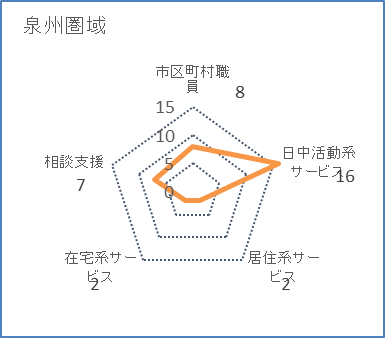 泉州圏域
市区町村職
員
8
15
10
5
0
日中活動系
サービス
16
居住系サー
ビス
2
在宅系サー
ビス
2
相談支援
7